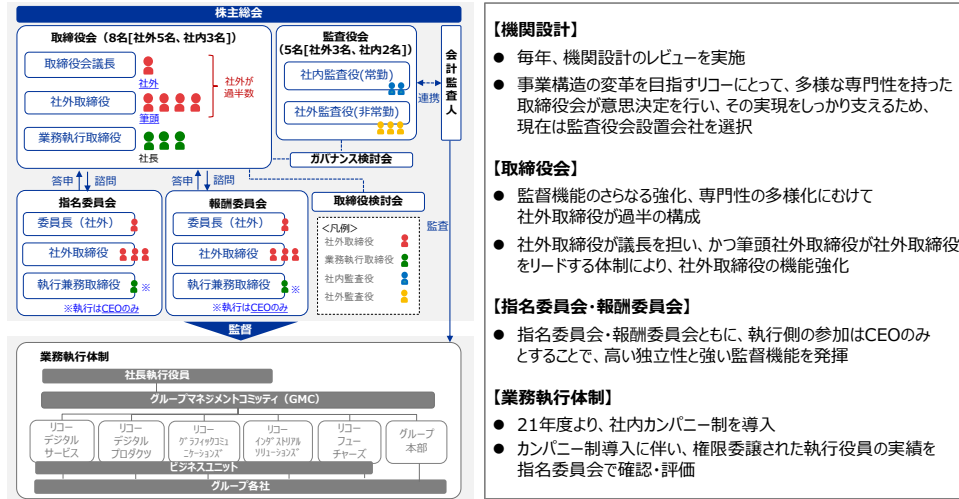 株主総会
取締役会（8名[社外5名、社内3名]）
取締役会議長
社外
社外取締役
筆頭
業務執行取締役
社長
社外が
過半数
監査役会
（5名[社外3名、社内2名]）
社内監査役(常勤)
社外監査役(非常勤)
連携
会計監査人
ガバナンス検討会
答申
諮問
答申
諮問
取締役検討会
監査
指名委員会
委員長（社外）
社外取締役
執行兼務取締役
※
※執行はCEOのみ
報酬委員会
委員長（社外）
社外取締役
執行兼務取締役
※
※執行はCEOのみ
<凡例>
社外取締役
業務執行取締役
社内監査役
社外監査役
監督
業務執行体制
社長執行役員
グループマネジメントコミッティ（GMC）
リコー
デジタル
サービス
リコー
デジタル
プロダクツ
リコー
ｸﾞﾗﾌｨｯｸｺﾐｭ
ﾆｹｰｼｮﾝｽﾞ
リコー
ｲﾝﾀﾞｽﾄﾘｱﾙ
ｿﾘｭｰｼｮﾝｽﾞ
リコー
フュー
チャーズ
グループ
本部
ビジネスユニット
グループ各社
【機関設計】
● 毎年、機関設計のレビューを実施
● 事業構造の変革を目指すリコーにとって、多様な専門性を持った
取締役会が意思決定を行い、その実現をしっかり支えるため、
現在は監査役会設置会社を選択
【取締役会】
● 監督機能のさらなる強化、専門性の多様化にむけて
社外取締役が過半の構成
● 社外取締役が議長を担い、かつ筆頭社外取締役が社外取締役
をリードする体制により、社外取締役の機能強化
【指名委員会・報酬委員会】
● 指名委員会・報酬委員会ともに、執行側の参加はCEOのみ
とすることで、高い独立性と強い監督機能を発揮
【業務執行体制】
● 21年度より、社内カンパニー制を導入
● カンパニー制導入に伴い、権限委譲された執行役員の実績を
指名委員会で確認・評価